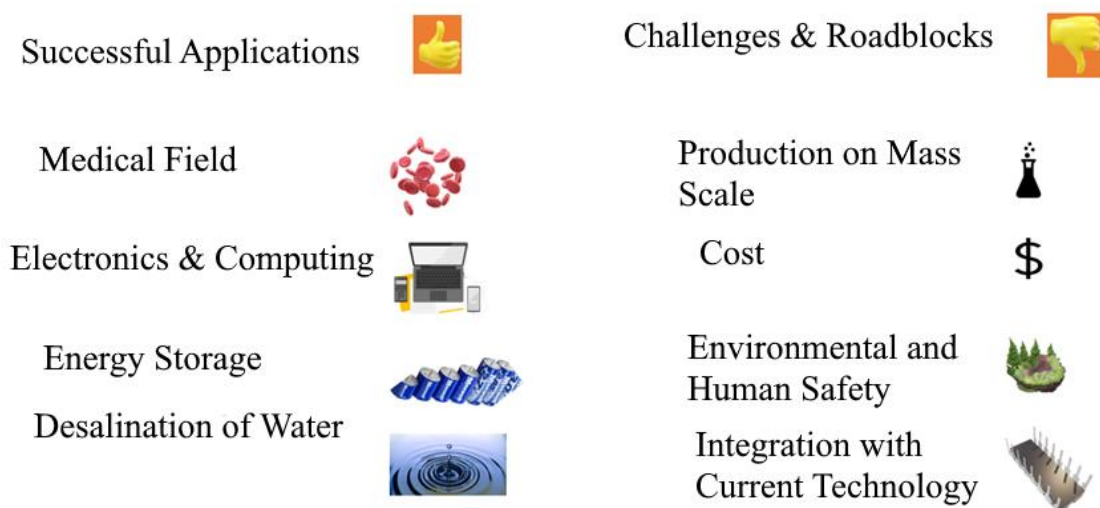 Successful Applications
Medical Field
Electronics & Computing
Energy Storage
Desalination of Water
Challenges & Roadblocks
Production on Mass
Scale
Cost
$
Environmental and
Human Safety
Integration with
Current Technology